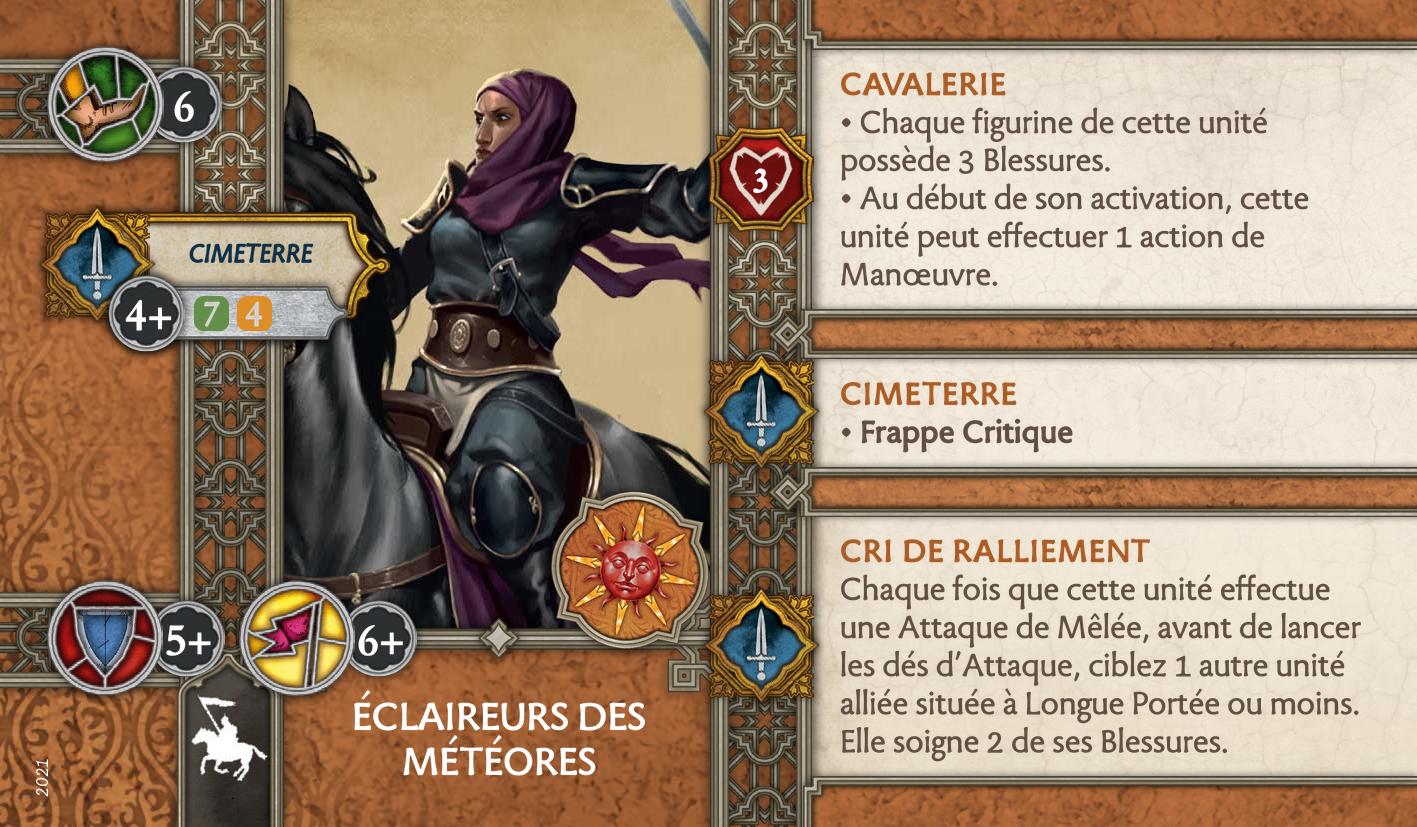 6
CIMETERRE
4+ 7 4
5+ 6+
ÉCLAIREURS DES
MÉTÉORES
2021
3
CAVALERIE
• Chaque figurine de cette unité
possède 3 Blessures.
• Au début de son activation, cette
unité peut effectuer 1 action de
Manœuvre.
CIMETERRE
• Frappe Critique
CRI DE RALLIEMENT
Chaque fois que cette unité effectue
une Attaque de Mêlée, avant de lancer
les dés d’Attaque, ciblez 1 autre unité
alliée située à Longue Portée ou moins.
Elle soigne 2 de ses Blessures.